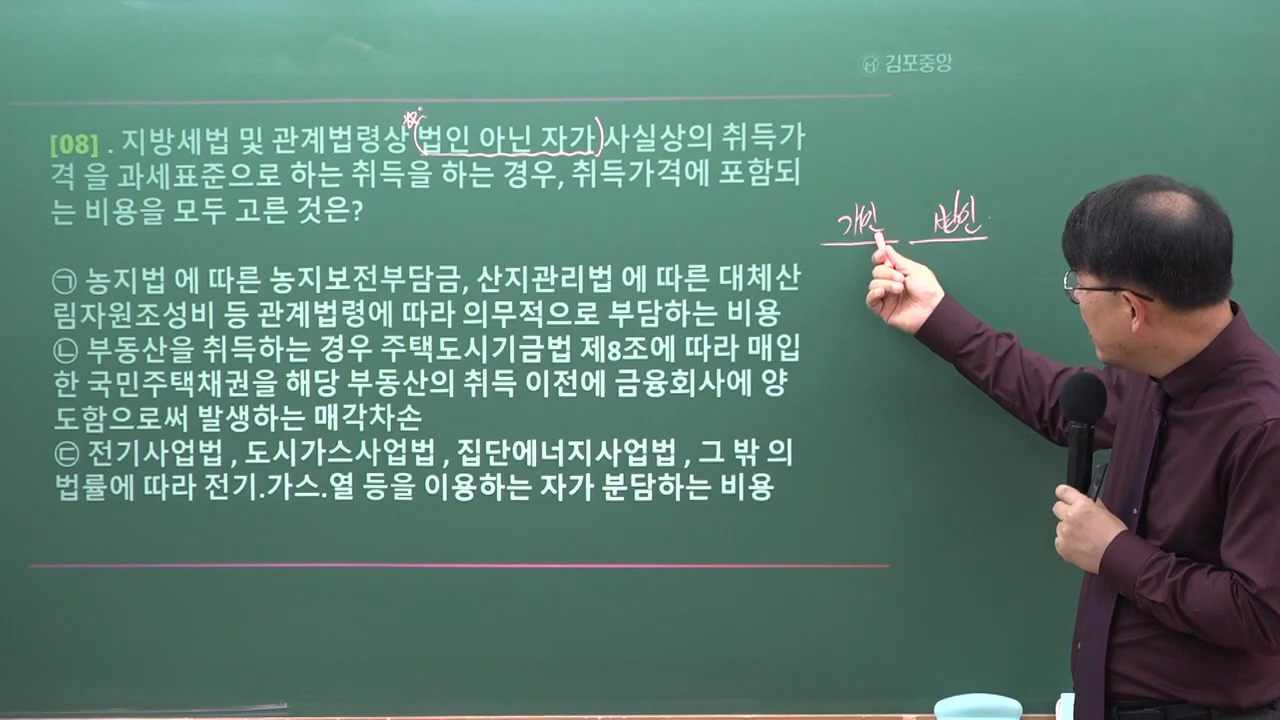 김포중앙
[08] . 지방세법 및 관계법령상 (법인 아닌 자가) 사실상의 취득가
격 을 과세표준으로 하는 취득을 하는 경우, 취득가격에 포함되
는 비용을 모두 고른 것은?
개인 법인
㉠ 농지법 에 따른 농지보전부담금, 산지관리법 에 따른 대체산
림자원조성비 등 관계법령에 따라 의무적으로 부담하는 비용
㉡ 부동산을 취득하는 경우 주택도시기금법 제8조에 따라 매입
한 국민주택채권을 해당 부동산의 취득 이전에 금융회사에 양
도함으로써 발생하는 매각차손
㉢ 전기사업법 , 도시가스사업법 , 집단에너지사업법 , 그 밖 의
법률에 따라 전기.가스.열 등을 이용하는 자가 분담하는 비용